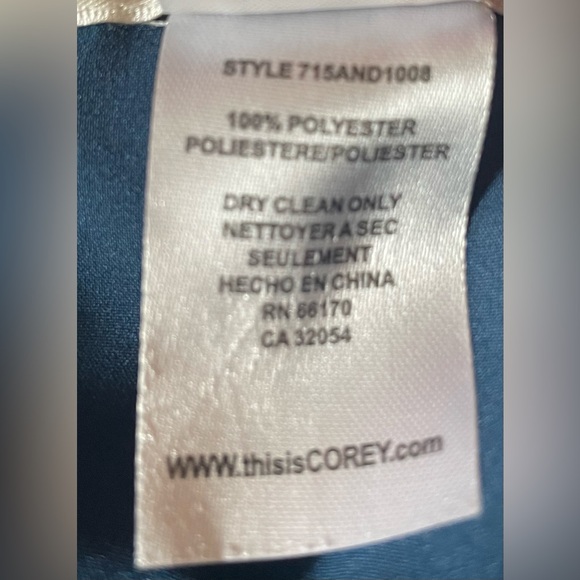 STYLE 715AND1008
100% POLYESTER
POLIESTERE/POLIESTER
DRY CLEAN ONLY
NETTOYER A SEC
SEULEMENT
HECHO EN CHINA
RN 66170
CA 32054
WWW.thisisCOREY.com